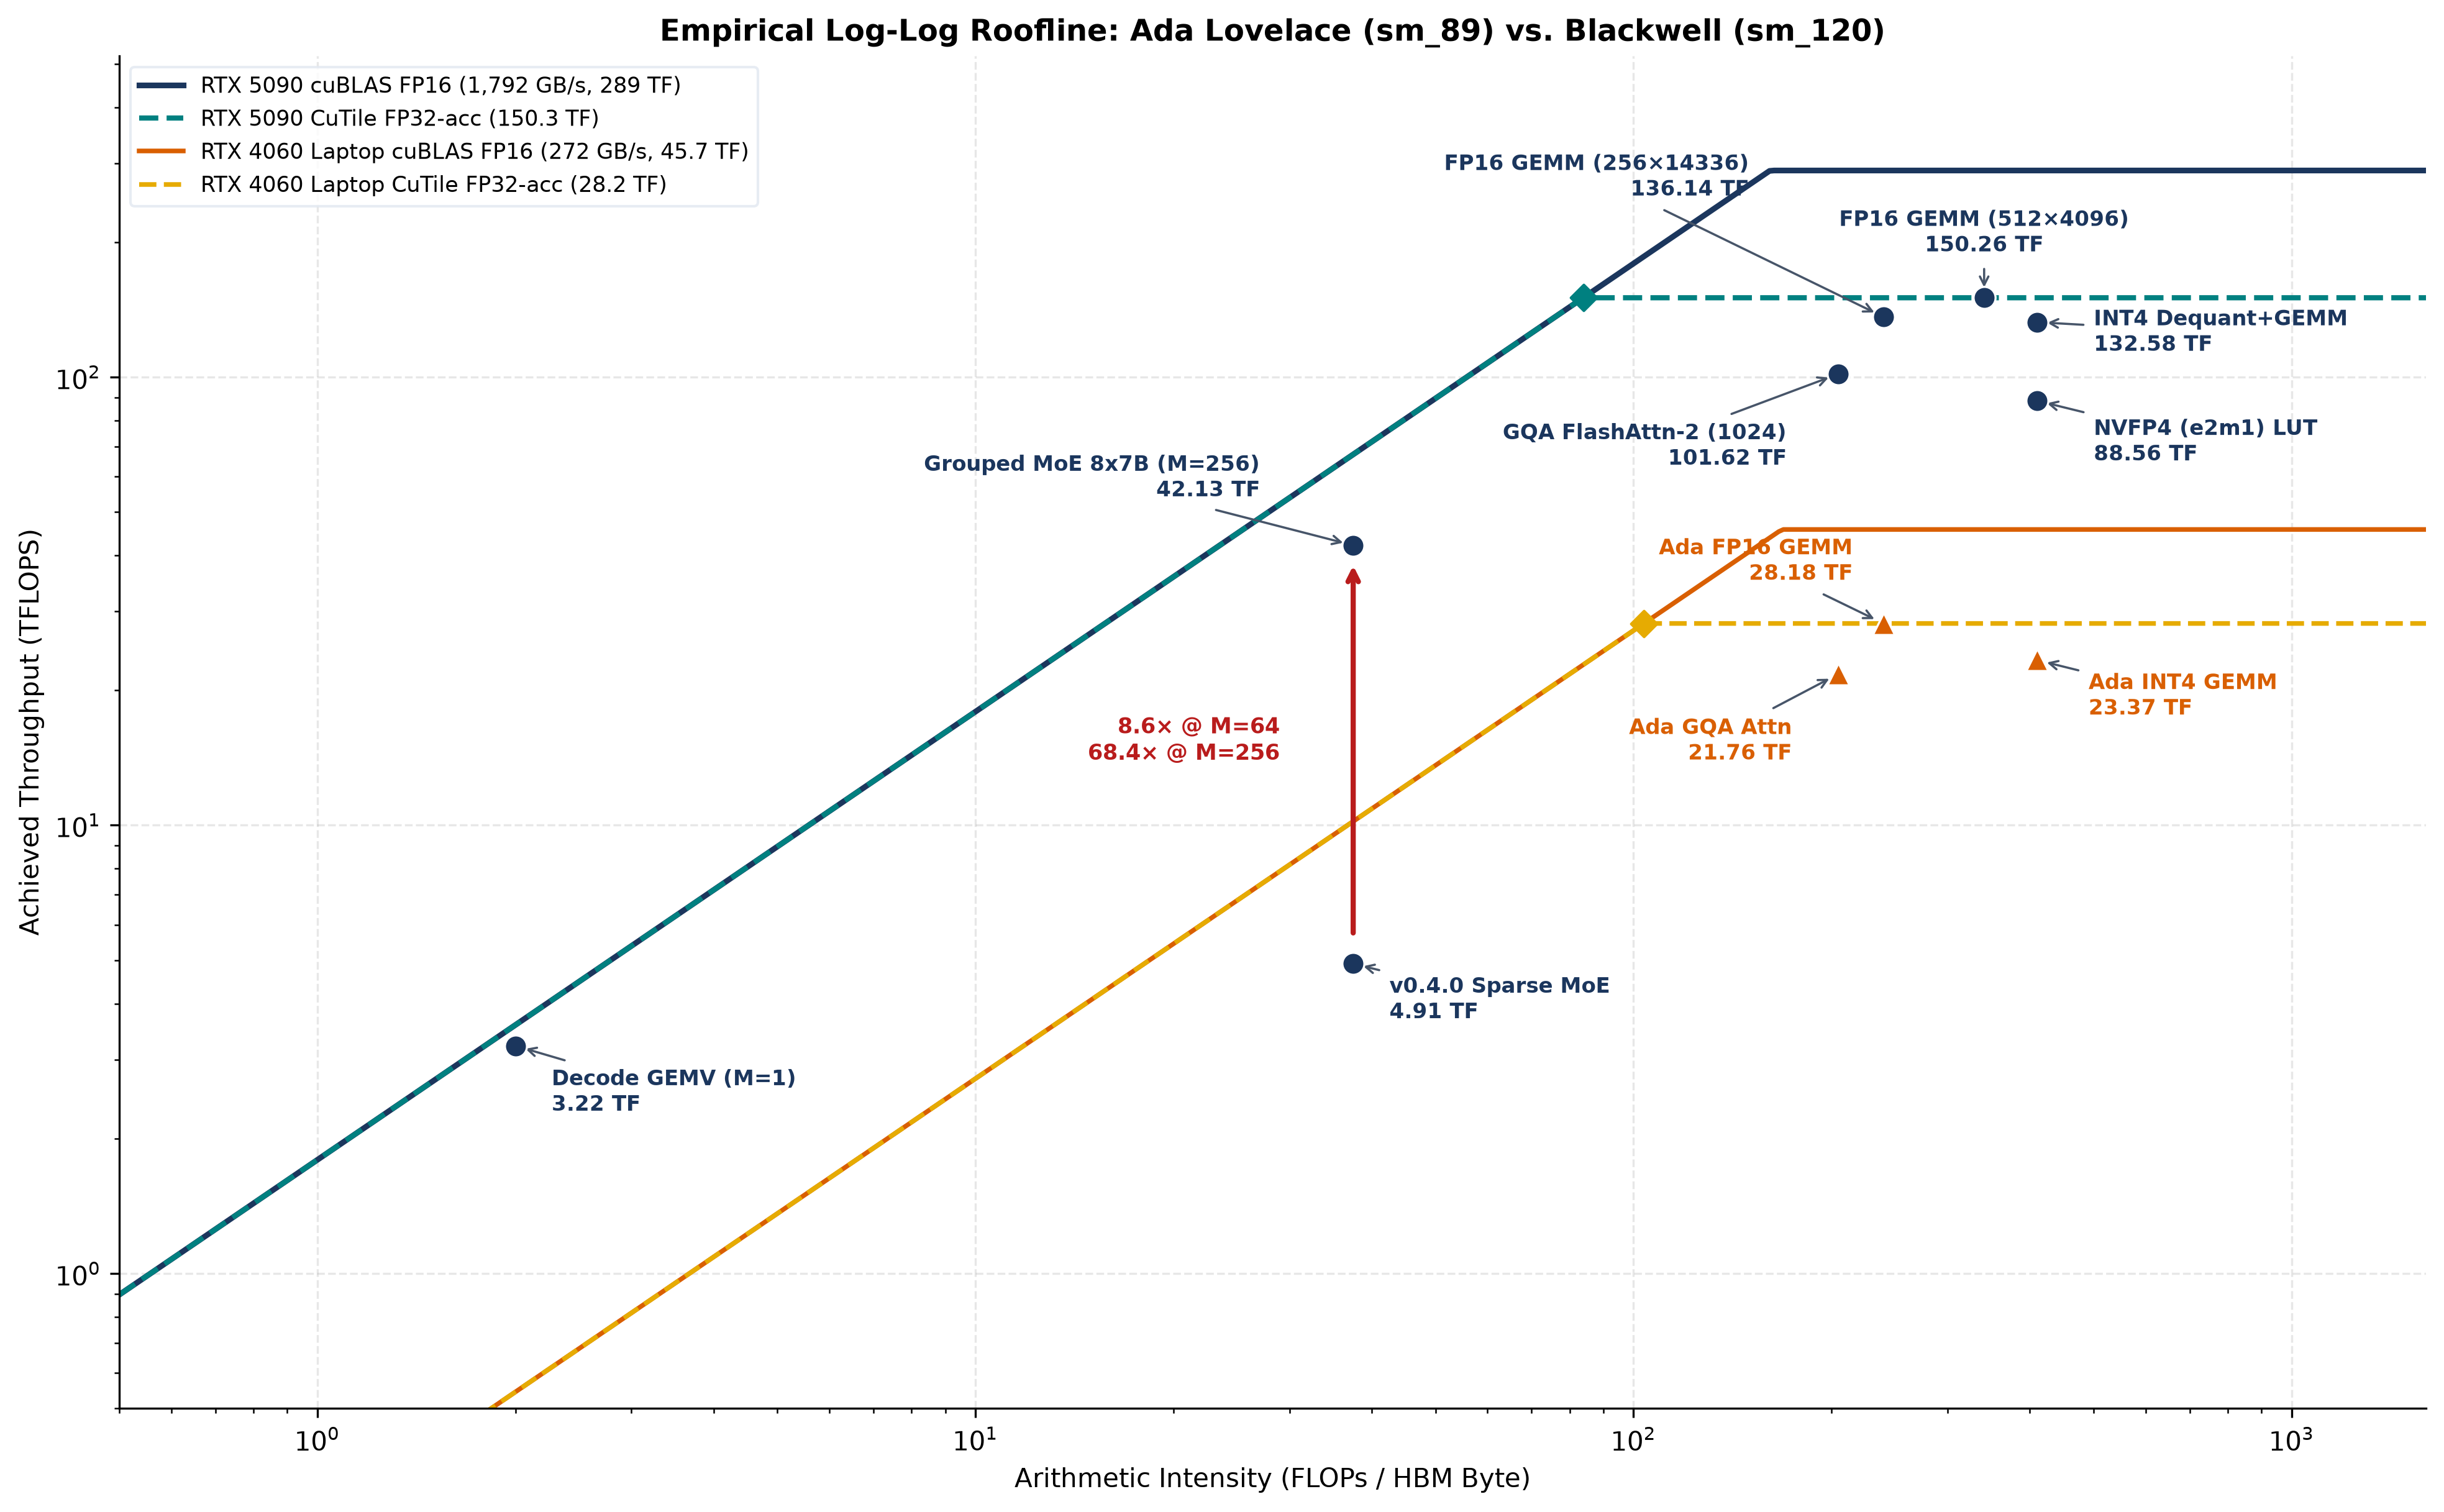 Empirical Log-Log Roofline: Ada Lovelace (sm_89) vs. Blackwell (sm_120)
RTX 5090 cuBLAS FP16 (1,792 GB/s, 289 TF)
RTX 5090 CuTile FP32-acc (150.3 TF)
RTX 4060 Laptop cuBLAS FP16 (272 GB/s, 45.7 TF)
RTX 4060 Laptop CuTile FP32-acc (28.2 TF)
FP16 GEMM (256×14336)
136.14 TF
FP16 GEMM (512×4096)
150.26 TF
INT4 Dequant+GEMM
132.58 TF
GQA FlashAttn-2 (1024)
101.62 TF
NVFP4 (e2m1) LUT
88.56 TF
Grouped MoE 8x7B (M=256)
42.13 TF
Ada FP16 GEMM
28.18 TF
Ada INT4 GEMM
23.37 TF
Ada GQA Attn
21.76 TF
8.6× @ M=64
68.4× @ M=256
v0.4.0 Sparse MoE
4.91 TF
Decode GEMV (M=1)
3.22 TF
Achieved Throughput (TFLOPS)
10²
10¹
10⁰
10⁰
10¹
10²
10³
Arithmetic Intensity (FLOPs / HBM Byte)